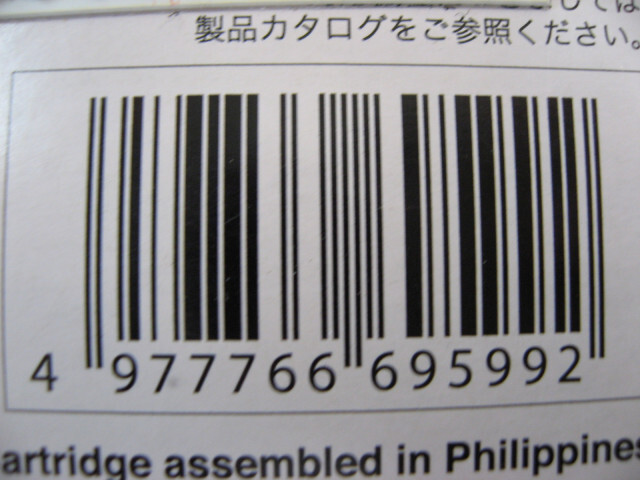 製品カタログをご参照ください。
4 977766 695992
artridge assembled in Philippines